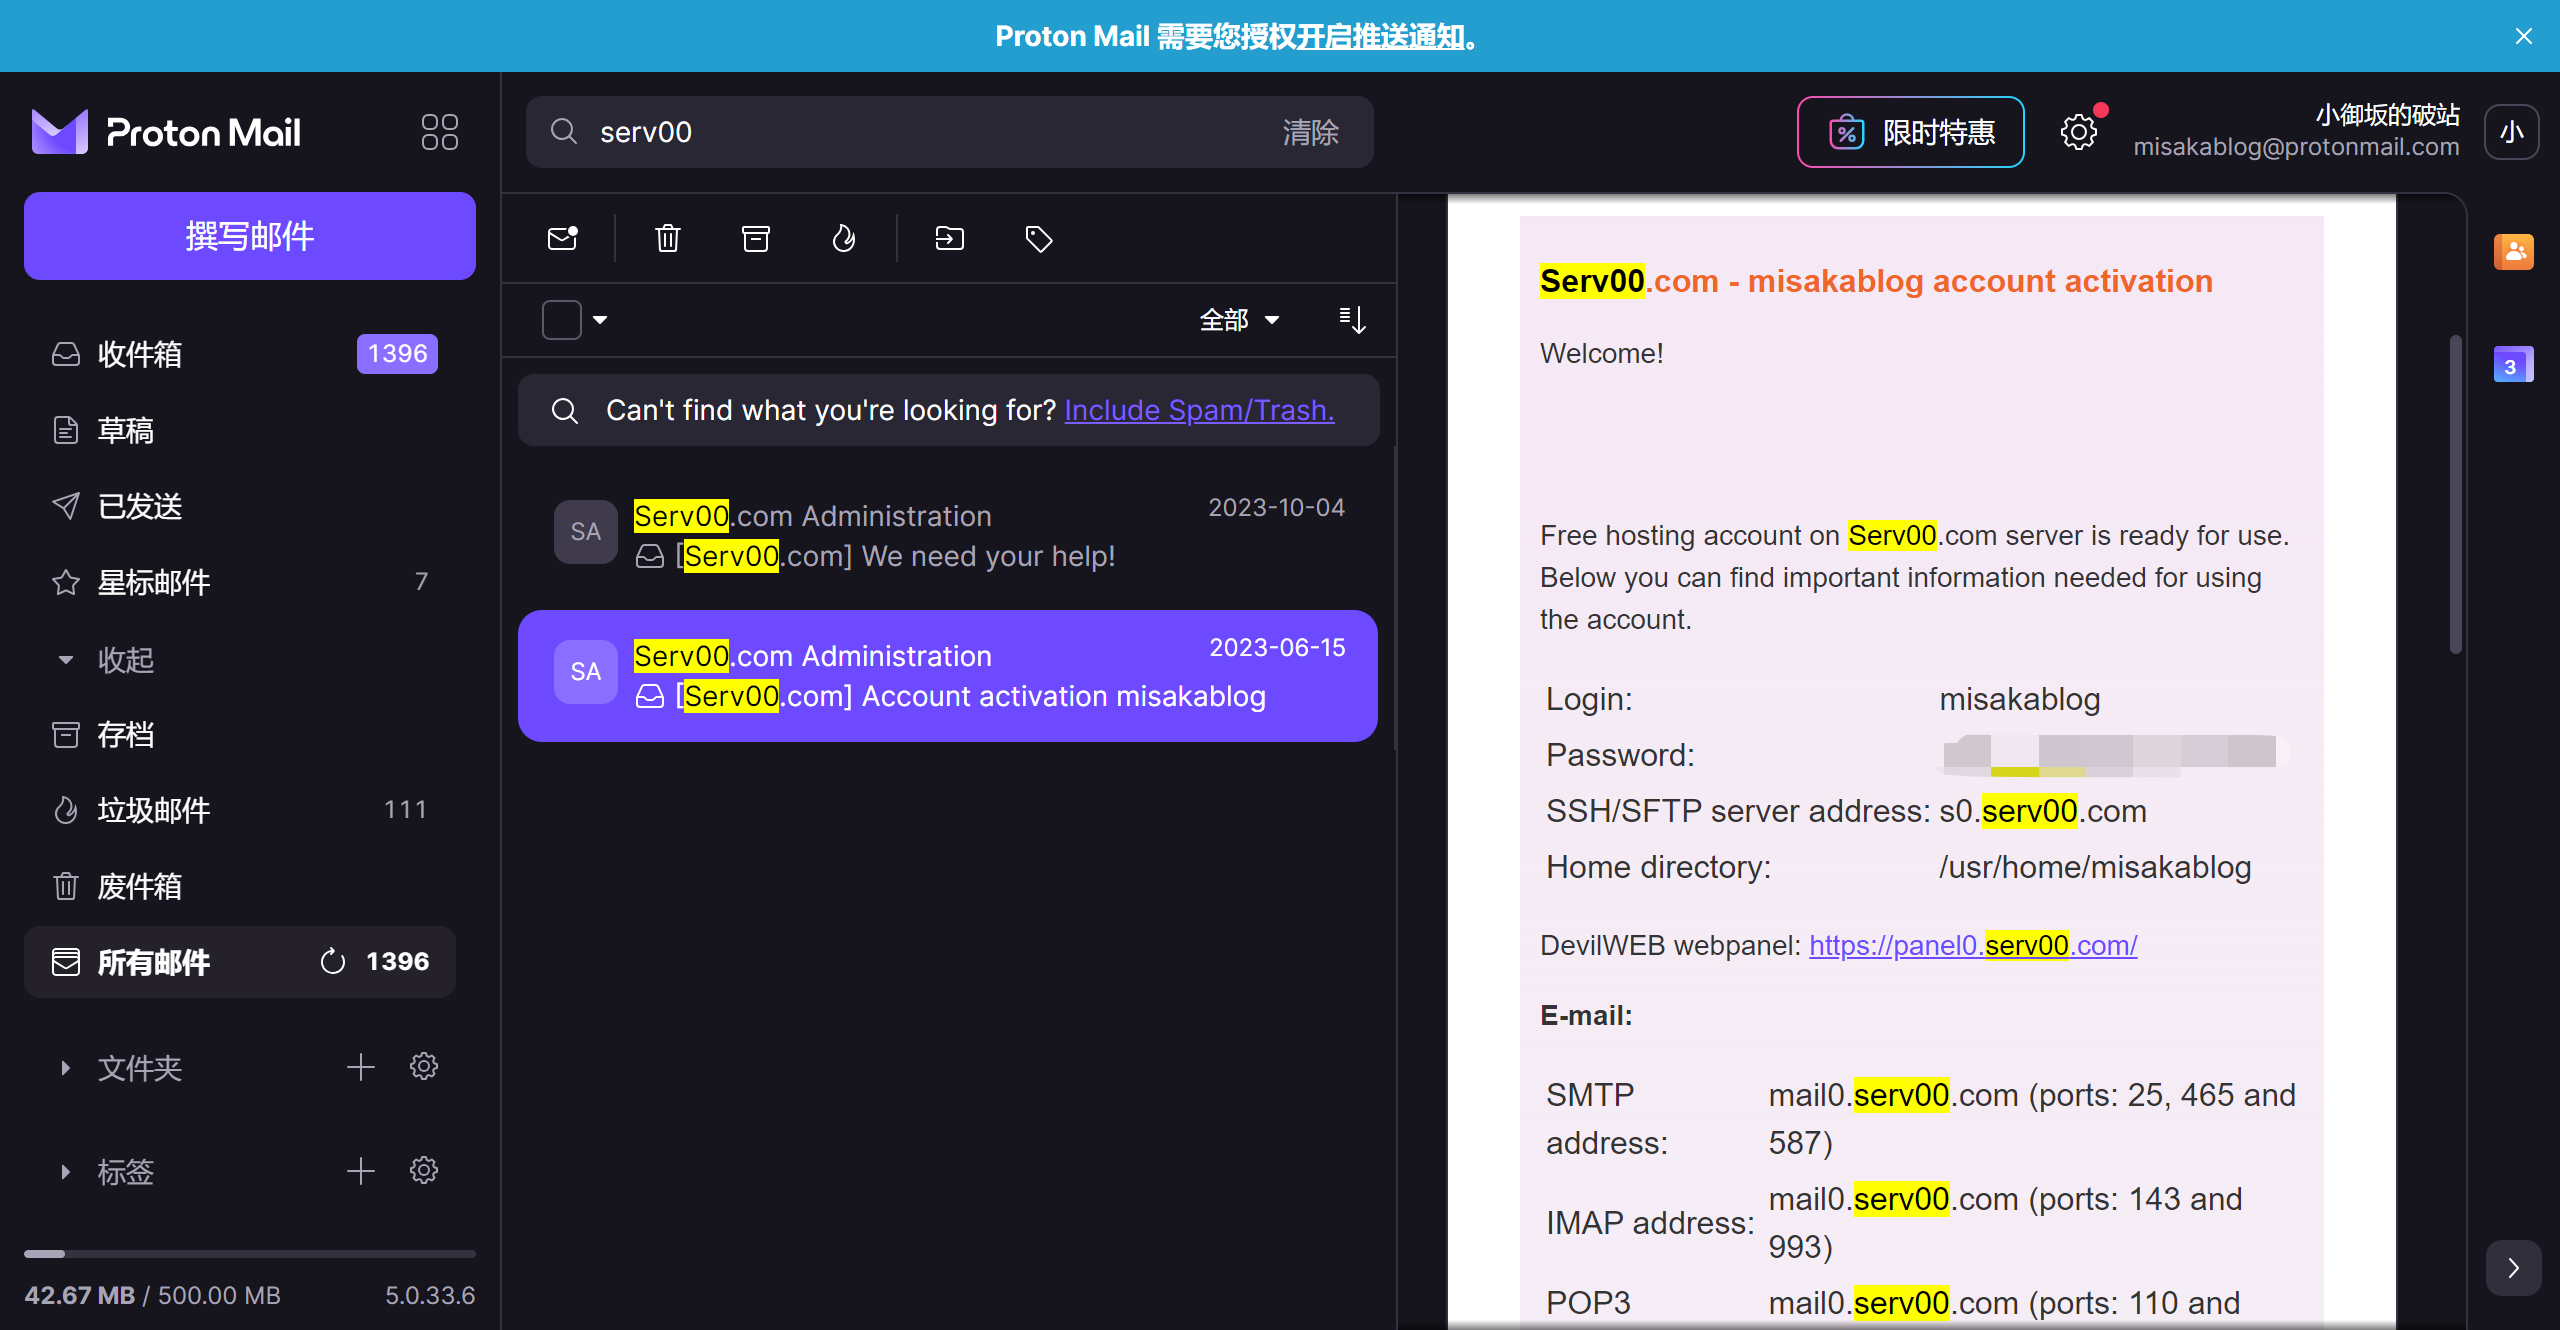 Proton Mail 需要您授权开启推送通知。
Proton Mail
serv00
清除
限时特惠
小御坂的破站
misakablog@protonmail.com
小
撰写邮件
收件箱
1396
草稿
已发送
星标邮件
7
收起
存档
垃圾邮件
111
废件箱
所有邮件
1396
文件夹
标签
42.67 MB / 500.00 MB
5.0.33.6
全部
Can't find what you're looking for? Include Spam/Trash.
SA
Serv00.com Administration
2023-10-04
[Serv00.com] We need your help!
SA
Serv00.com Administration
2023-06-15
[Serv00.com] Account activation misakablog
Serv00.com - misakablog account activation
Welcome!
Free hosting account on Serv00.com server is ready for use.
Below you can find important information needed for using
the account.
Login: misakablog
Password:
SSH/SFTP server address: s0.serv00.com
Home directory: /usr/home/misakablog
DevilWEB webpanel: https://panel0.serv00.com/
E-mail:
SMTP address:
mail0.serv00.com (ports: 25, 465 and
587)
IMAP address:
mail0.serv00.com (ports: 143 and
993)
POP3
mail0.serv00.com (ports: 110 and
3